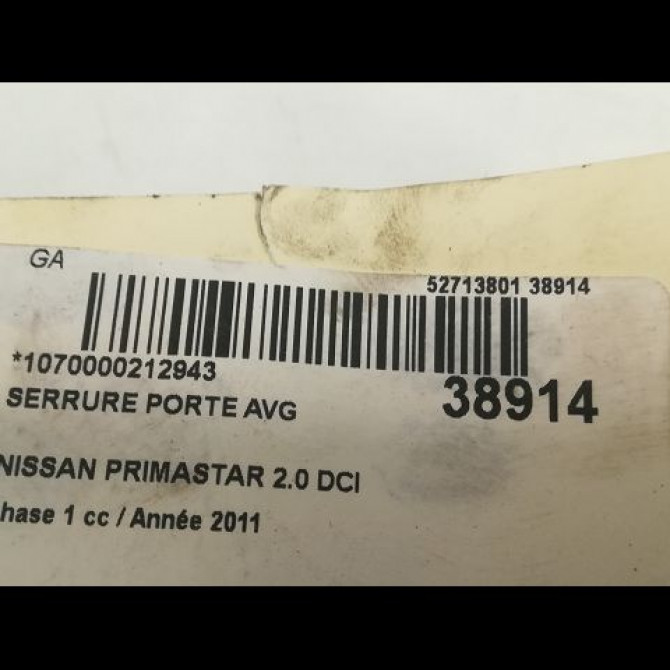 GA
52713801 38914
*1070000212943
38914
SERRURE PORTE AVG
NISSAN PRIMASTAR 2.0 DCI
hase 1 cc / Année 2011